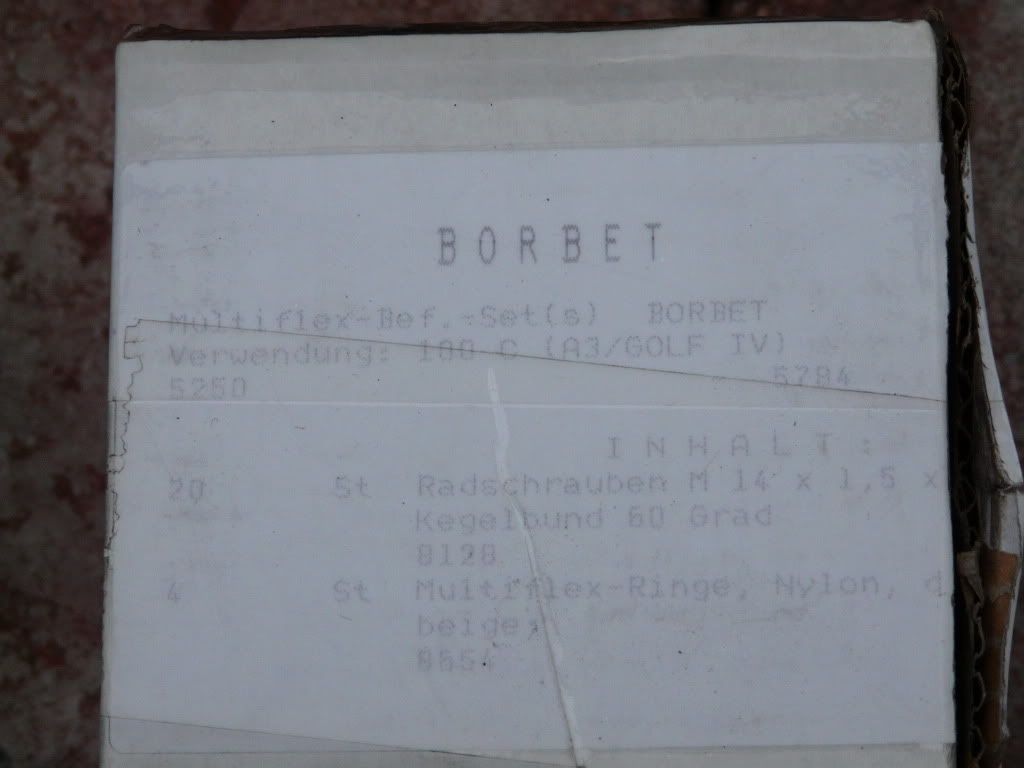 BORBET
Multiflex-Bef.-Set(s) BORBET
Verwendung: 100 C (A3/GOLF IV)
5250 5784
INHALT:
20 St Radschrauben M 14 x 1,5 x
Kegelbund 60 Grad
8128
4 St Multiflex-Ringe, Nylon, d
beige,